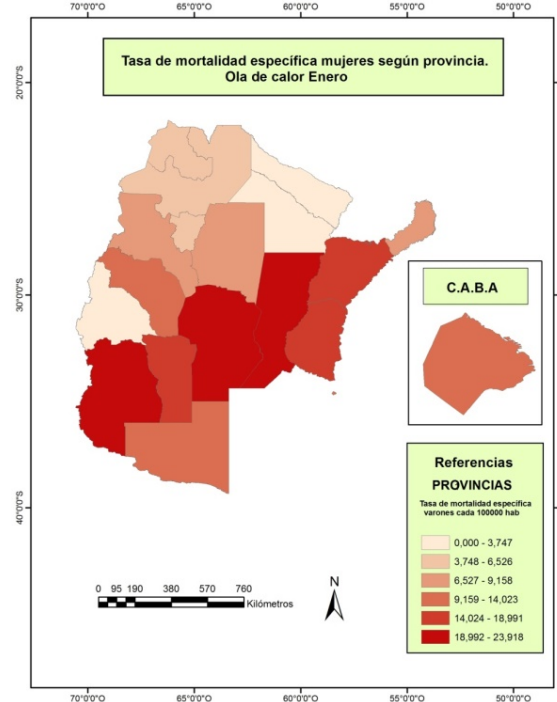 70°0'0"O 65°0'0"O 60°0'0"O 55°0'0"O 50°0'0"O
Tasa de mortalidad específica mujeres según provincia.
Ola de calor Enero
20°0'0"S
30°0'0"S
40°0'0"S
C.A.B.A
Referencias
PROVINCIAS
Tasa de mortalidad específica
varones cada 100000 hab
0,000 - 3,747
3,748 - 6,526
6,527 - 9,158
9,159 - 14,023
14,024 - 18,991
18,992 - 23,918
0 95 190 380 570 760
Kilómetros
N
70°0'0"O 65°0'0"O 60°0'0"O 55°0'0"O 50°0'0"O